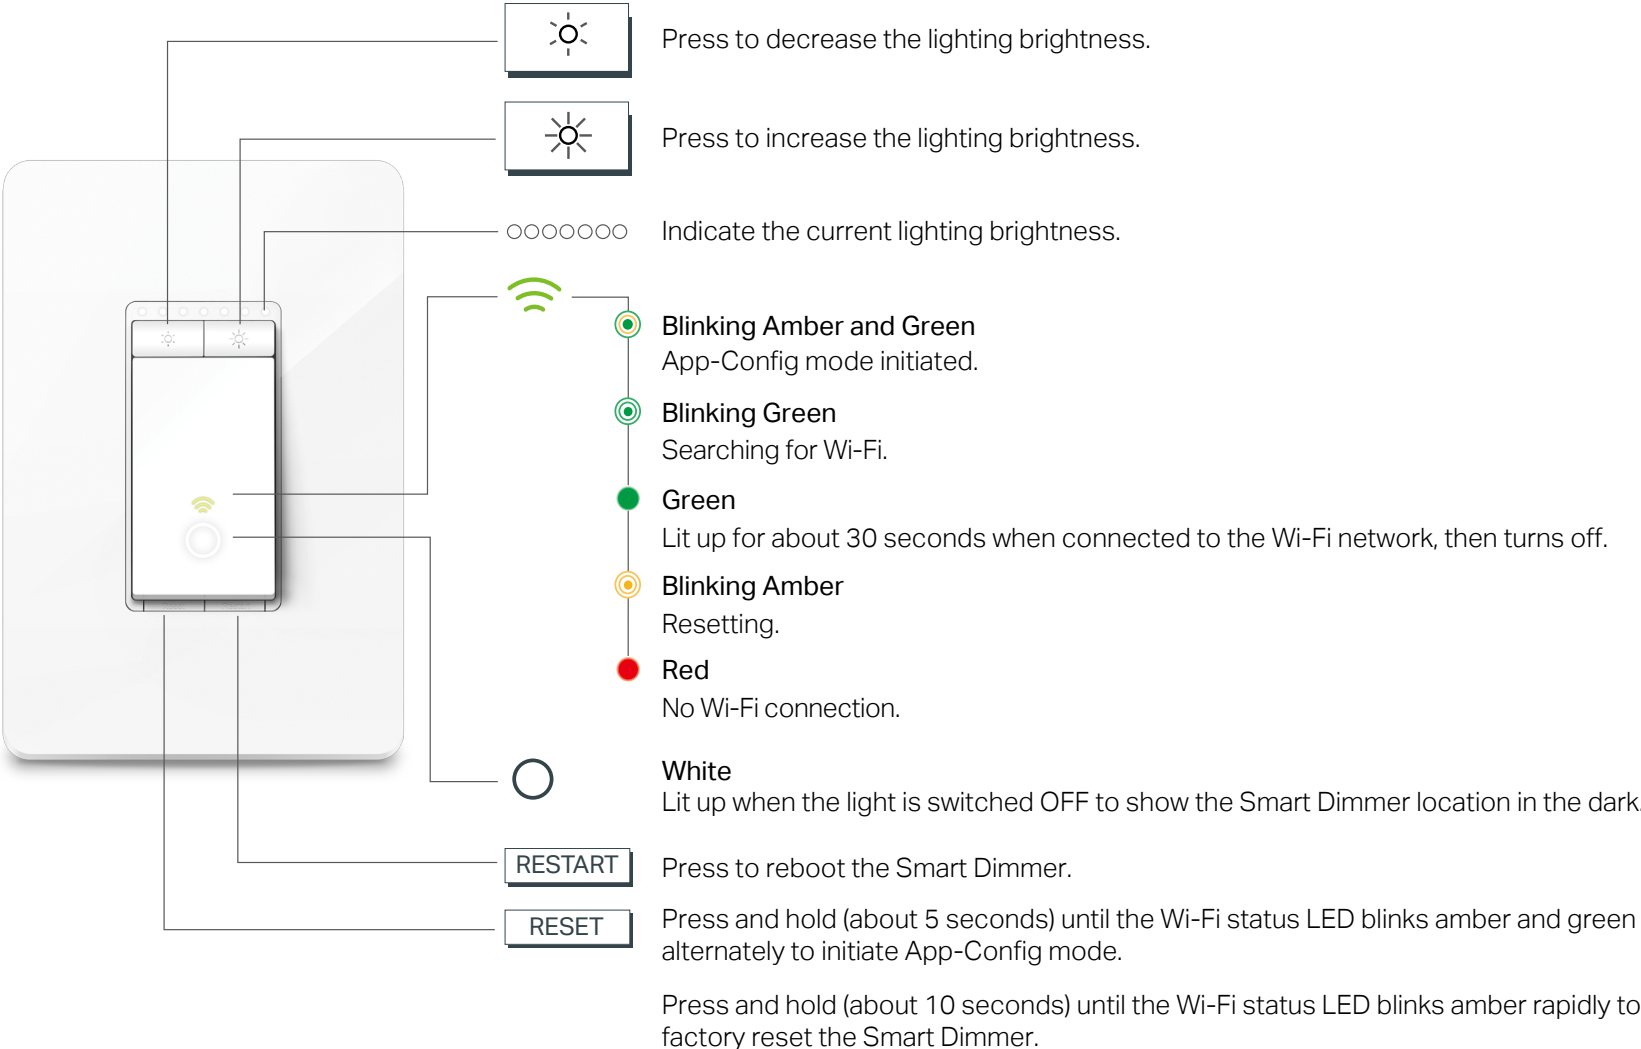 Press to decrease the lighting brightness.
Press to increase the lighting brightness.
Indicate the current lighting brightness.
Blinking Amber and Green
App-Config mode initiated.
Blinking Green
Searching for Wi-Fi.
Green
Lit up for about 30 seconds when connected to the Wi-Fi network, then turns off.
Blinking Amber
Resetting.
Red
No Wi-Fi connection.
White
Lit up when the light is switched OFF to show the Smart Dimmer location in the dark.
RESTART
Press to reboot the Smart Dimmer.
RESET
Press and hold (about 5 seconds) until the Wi-Fi status LED blinks amber and green
alternately to initiate App-Config mode.
Press and hold (about 10 seconds) until the Wi-Fi status LED blinks amber rapidly to
factory reset the Smart Dimmer.